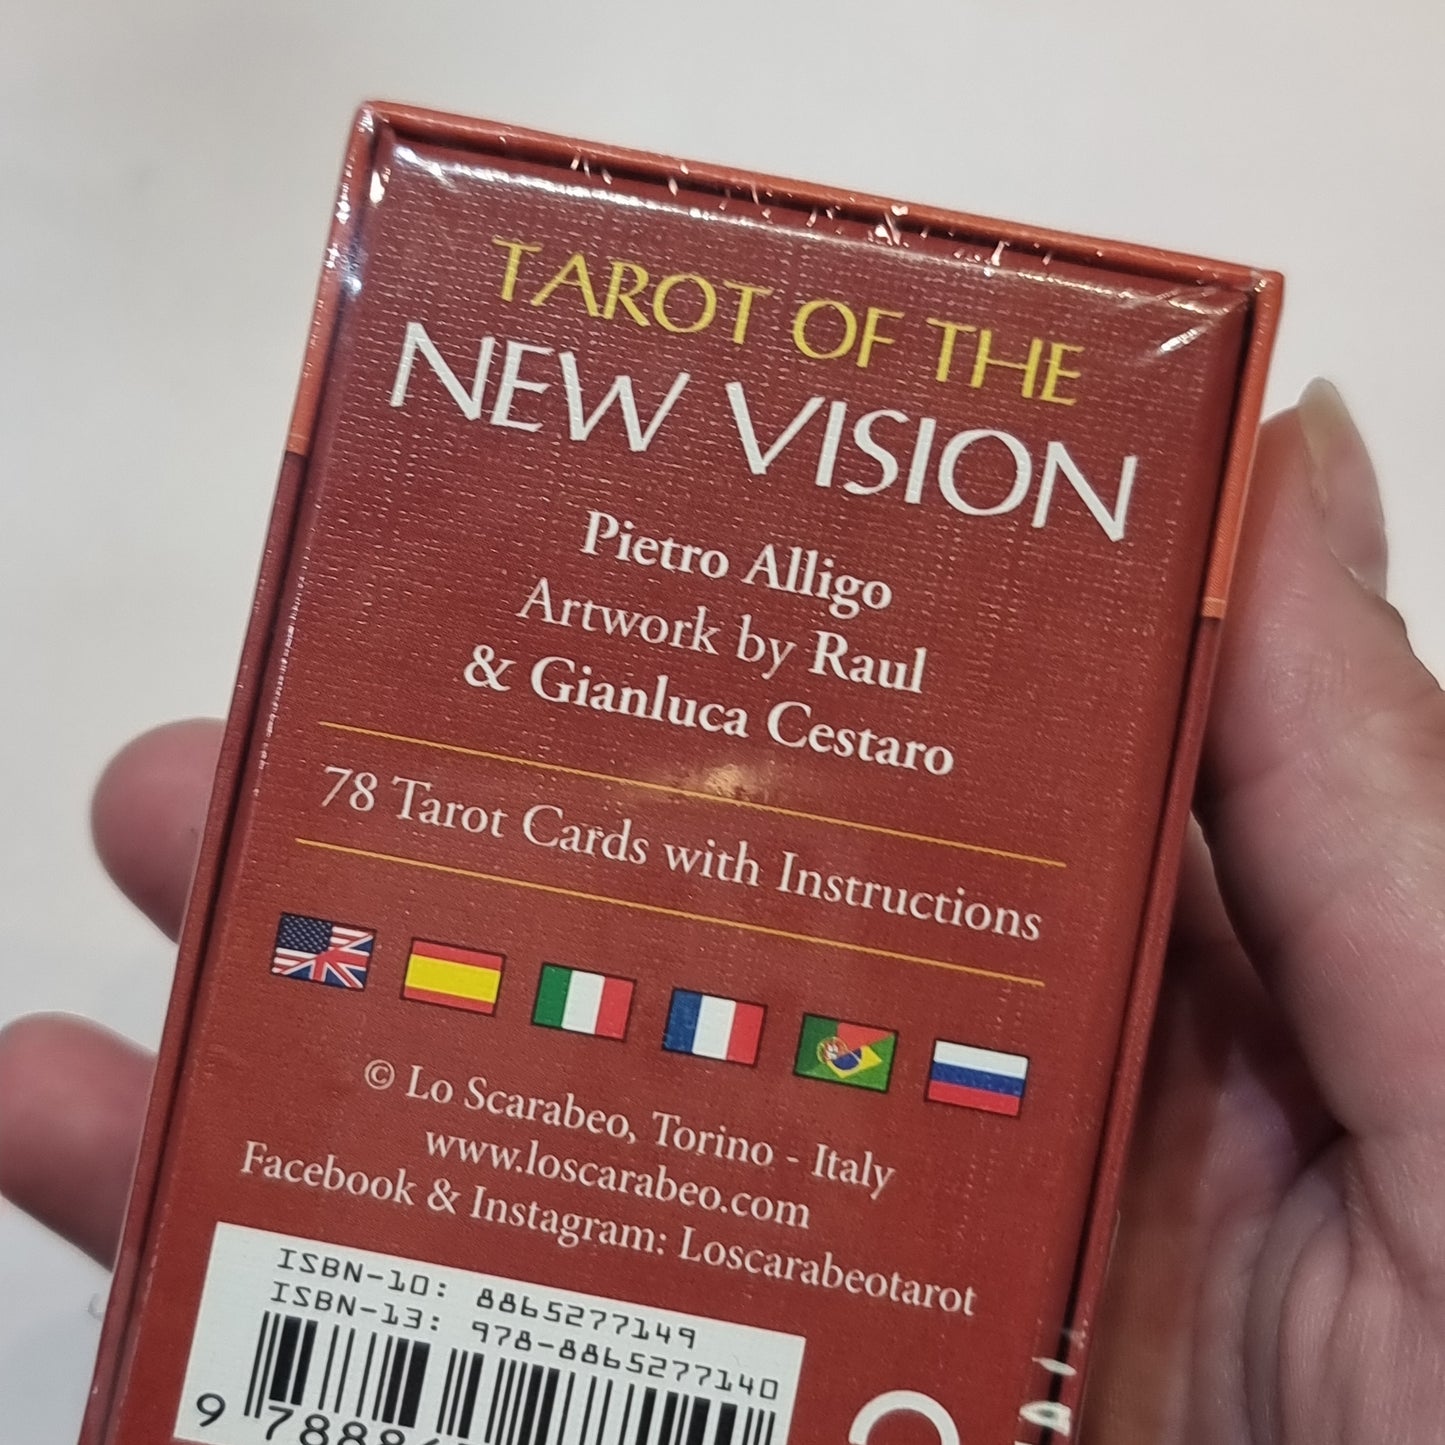 TAROT OF THE
NEW VISION
Pietro Alligo
Artwork by Raul
& Gianluca Cestaro
78 Tarot Cards with Instructions
© Lo Scarabeo, Torino - Italy
www.loscarabeo.com
Facebook & Instagram: Loscarabeotarot
ISBN-10: 8865277149
ISBN-13: 978-8865277140